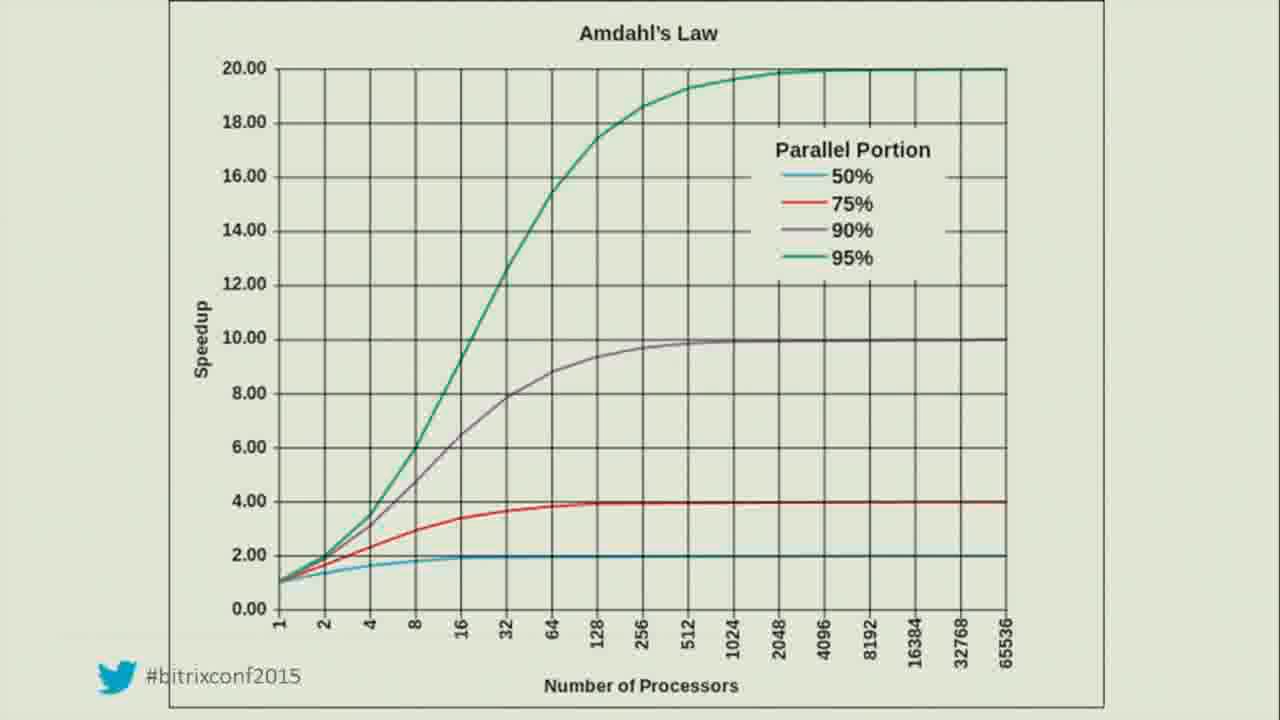 Amdahl's Law
20.00
18.00
16.00
14.00
12.00
10.00
8.00
6.00
4.00
2.00
0.00
Speedup
Parallel Portion
50%
75%
90%
95%
1 2 4 8 16 32 64 128 256 512 1024 2048 4096 8192 16384 32768 65536
Number of Processors
#bitrixconf2015